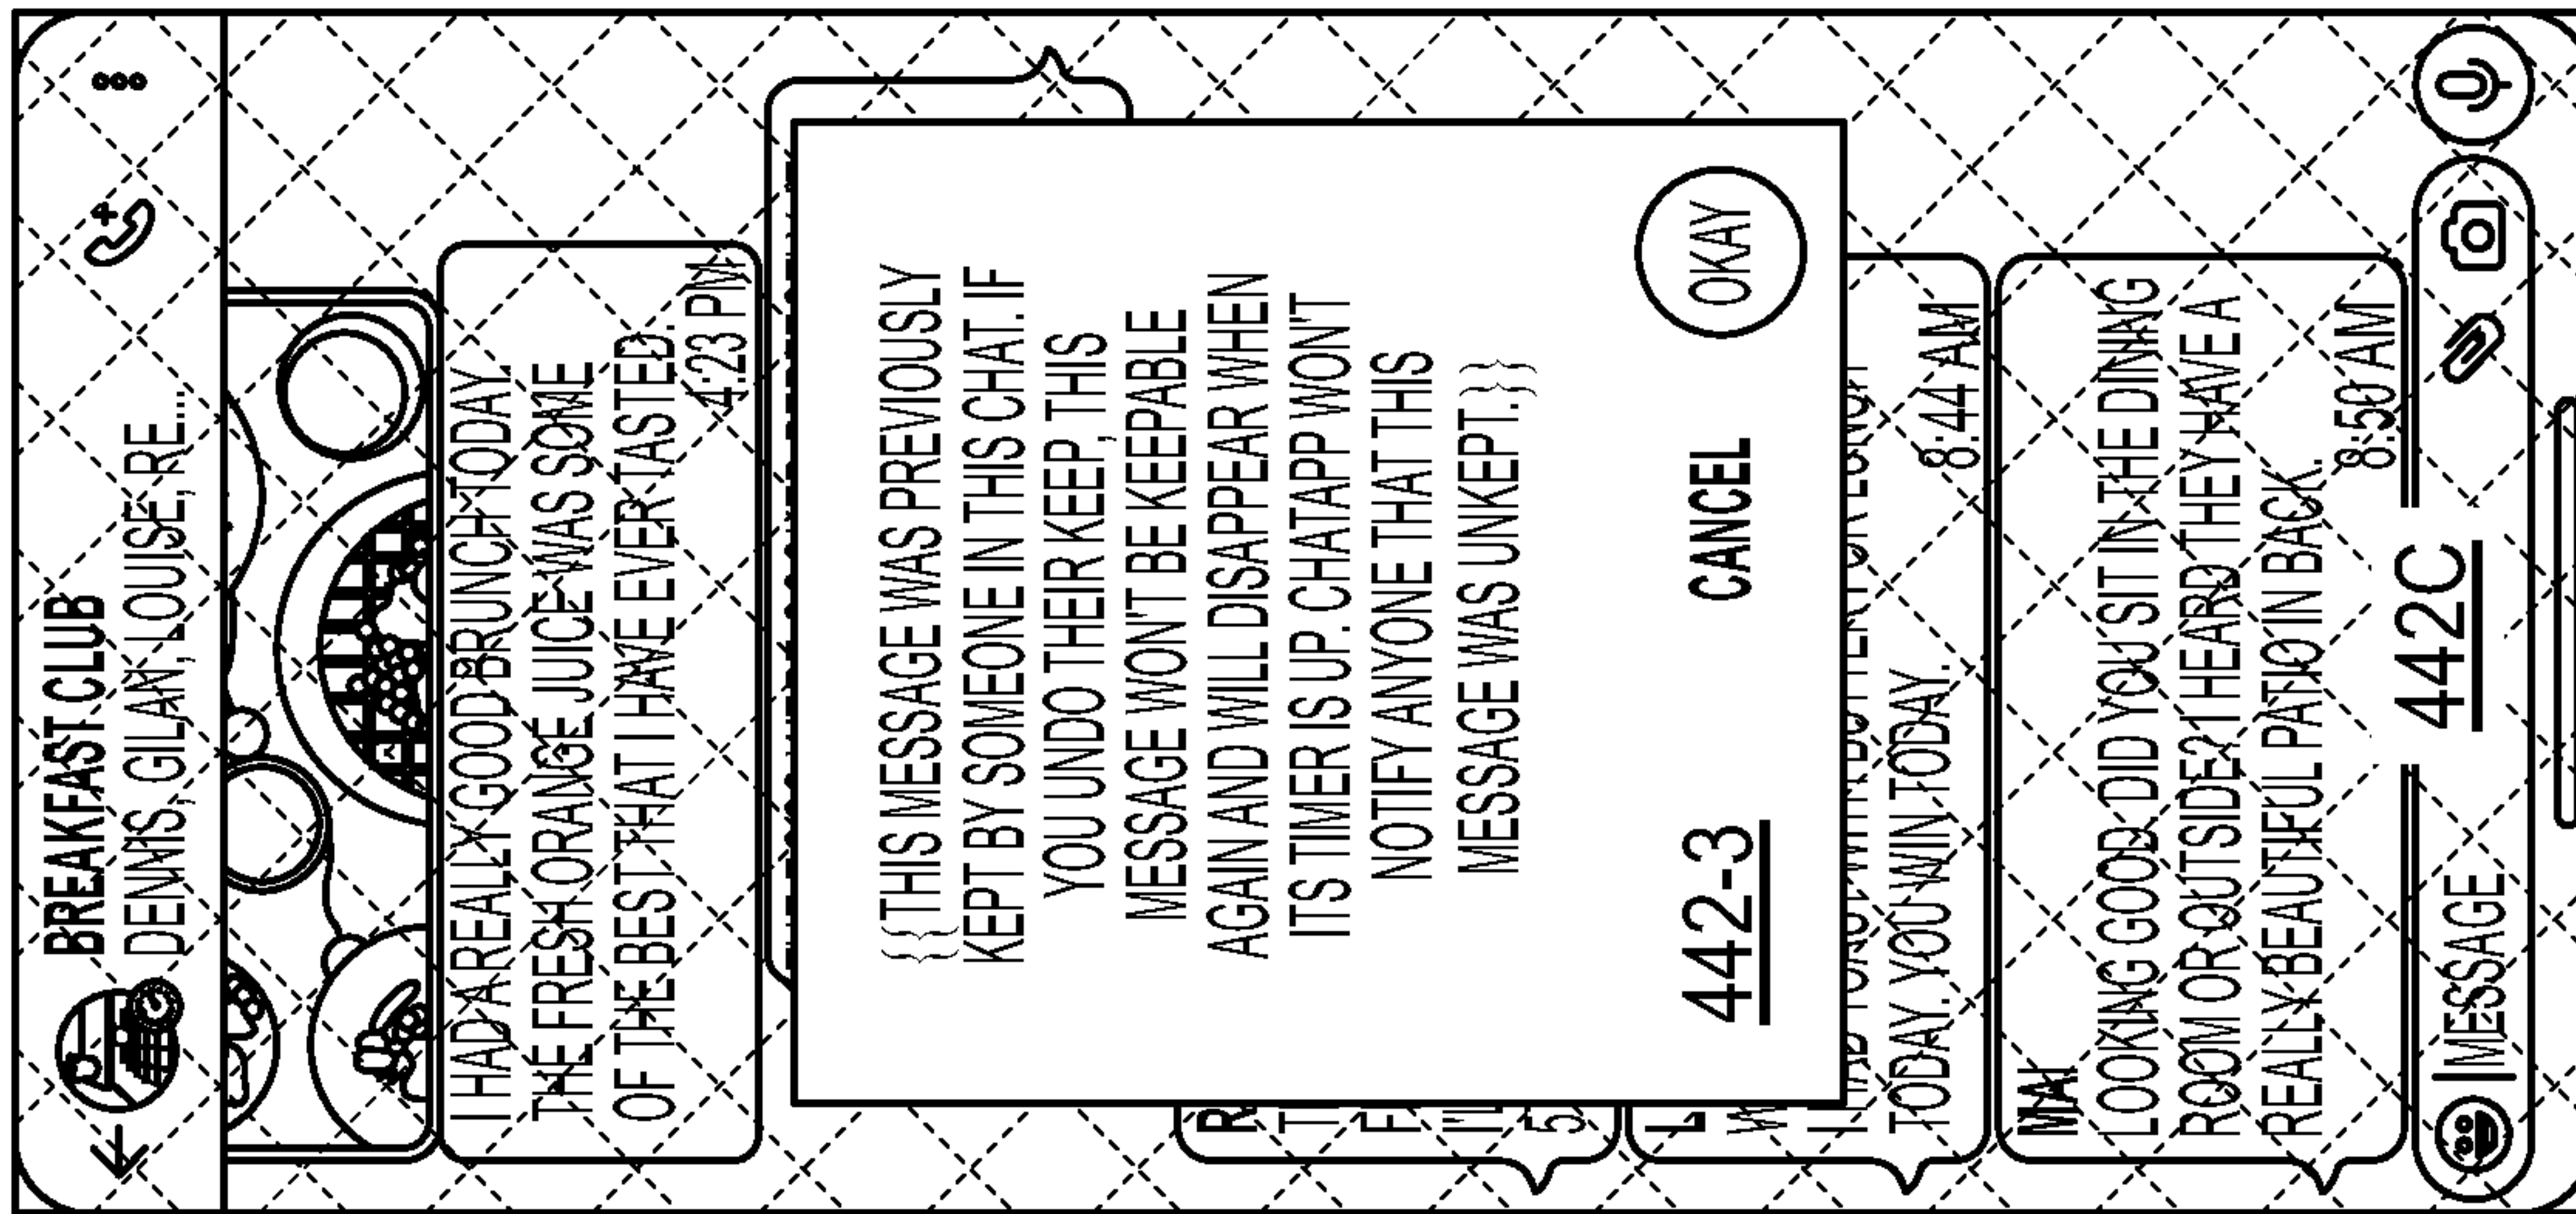 BREAKFAST CLUB
DENNIS, GILAN, LOUISE, RE...
I HAD A REALLY GOOD BRUNCH TODAY.
THE FRESH ORANGE JUICE WAS SOME
OF THE BEST THAT I HAVE EVER TASTED.
4:23 PM
{{THIS MESSAGE WAS PREVIOUSLY
KEPT BY SOMEONE IN THIS CHAT. IF
YOU UNDO THEIR KEEP, THIS
MESSAGE WON'T BE KEEPABLE
AGAIN AND WILL DISAPPEAR WHEN
ITS TIMER IS UP. CHATAPP WON'T
NOTIFY ANYONE THAT THIS
MESSAGE WAS UNKEPT.}}
442-3
CANCEL
OKAY
R
T
F
5
L
W
TODAY. YOU WIN TODAY.
8:44 AM
MAI
LOOKING GOOD. DID YOU SIT IN THE DINING
ROOM OR OUTSIDE? I HEARD THEY HAVE A
REALLY BEAUTIFUL PATIO IN BACK.
8:50 AM
442C
MESSAGE